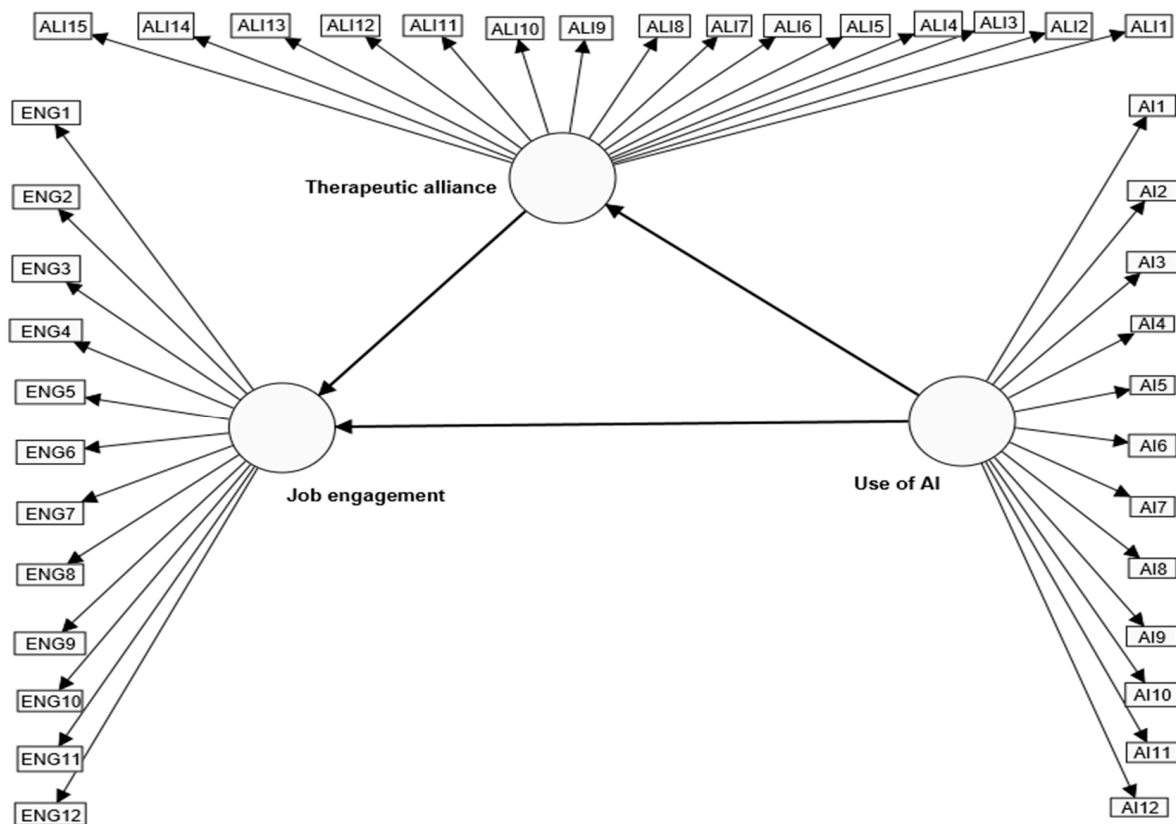 ALI15
ALI14
ALI13
ALI12
ALI11
ALI10
ALI9
ALI8
ALI7
ALI6
ALI5
ALI4
ALI3
ALI2
ALI1
ENG1
AI1
Therapeutic alliance
ENG2
AI2
ENG3
AI3
ENG4
AI4
ENG5
AI5
ENG6
AI6
Job engagement
Use of AI
ENG7
AI7
ENG8
AI8
ENG9
AI9
ENG10
AI10
ENG11
AI11
ENG12
AI12